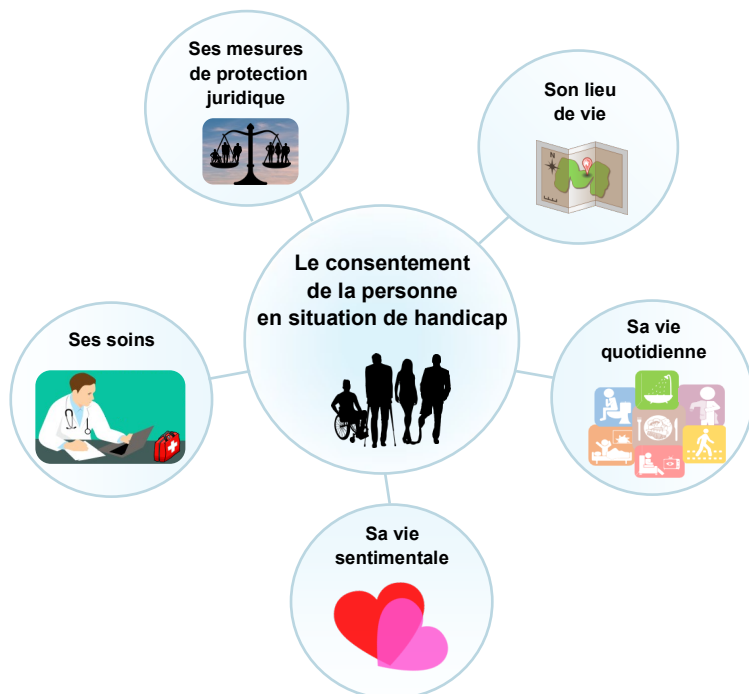 Ses mesures
de protection
juridique
Son lieu
de vie
Le consentement
de la personne
en situation de handicap
Ses soins
Sa vie
quotidienne
Sa vie
sentimentale
N